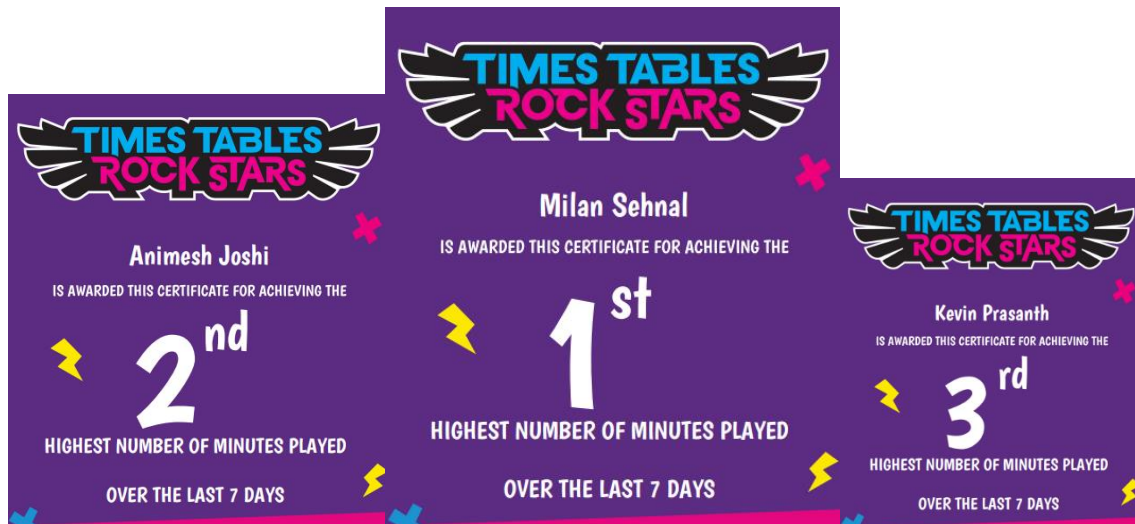 TIMES TABLES
ROCK STARS
Animesh Joshi
IS AWARDED THIS CERTIFICATE FOR ACHIEVING THE
2nd
HIGHEST NUMBER OF MINUTES PLAYED
OVER THE LAST 7 DAYS
TIMES TABLES
ROCK STARS
Milan Sehnal
IS AWARDED THIS CERTIFICATE FOR ACHIEVING THE
1st
HIGHEST NUMBER OF MINUTES PLAYED
OVER THE LAST 7 DAYS
TIMES TABLES
ROCK STARS
Kevin Prasanth
IS AWARDED THIS CERTIFICATE FOR ACHIEVING THE
3rd
HIGHEST NUMBER OF MINUTES PLAYED
OVER THE LAST 7 DAYS